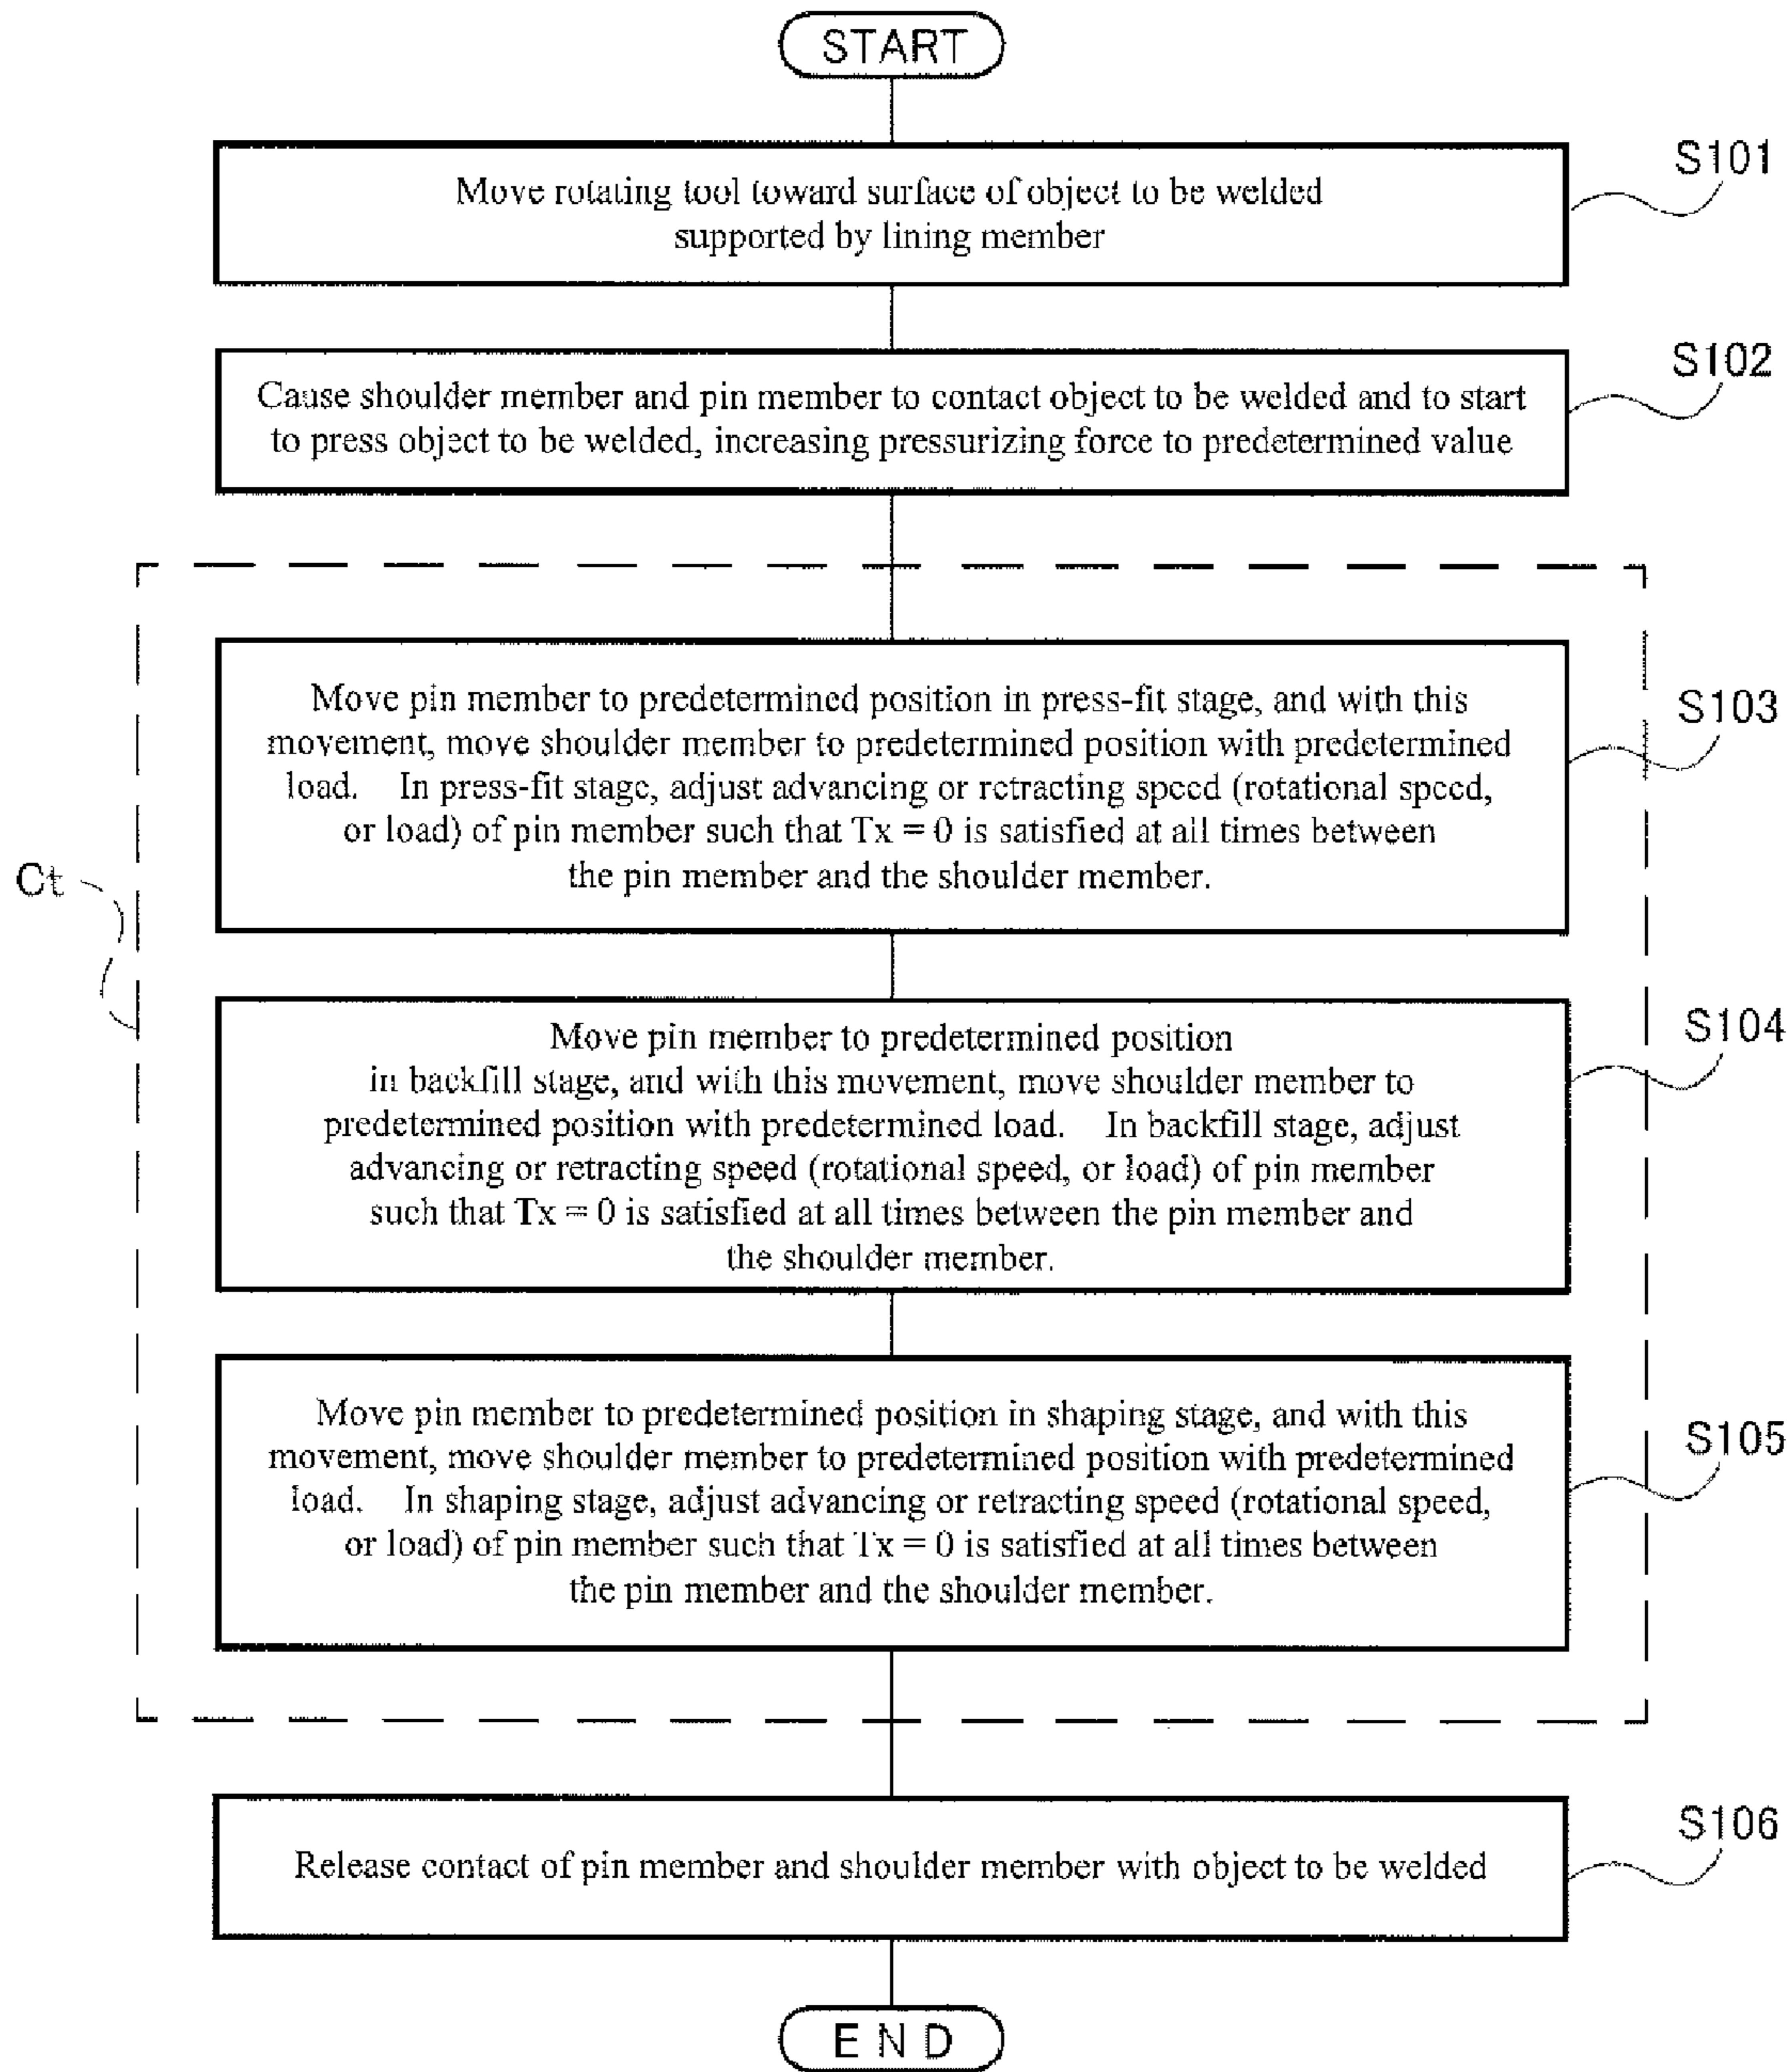 START
S101
Move rotating tool toward surface of object to be welded
supported by lining member
S102
Cause shoulder member and pin member to contact object to be welded and to start
to press object to be welded, increasing pressurizing force to predetermined value
S103
Move pin member to predetermined position in press-fit stage, and with this
movement, move shoulder member to predetermined position with predetermined
load. In press-fit stage, adjust advancing or retracting speed (rotational speed,
or load) of pin member such that Tx = 0 is satisfied at all times between
the pin member and the shoulder member.
Ct
S104
Move pin member to predetermined position
in backfill stage, and with this movement, move shoulder member to
predetermined position with predetermined load. In backfill stage, adjust
advancing or retracting speed (rotational speed, or load) of pin member
such that Tx = 0 is satisfied at all times between the pin member and
the shoulder member.
S105
Move pin member to predetermined position in shaping stage, and with this
movement, move shoulder member to predetermined position with predetermined
load. In shaping stage, adjust advancing or retracting speed (rotational speed,
or load) of pin member such that Tx = 0 is satisfied at all times between
the pin member and the shoulder member.
S106
Release contact of pin member and shoulder member with object to be welded
END